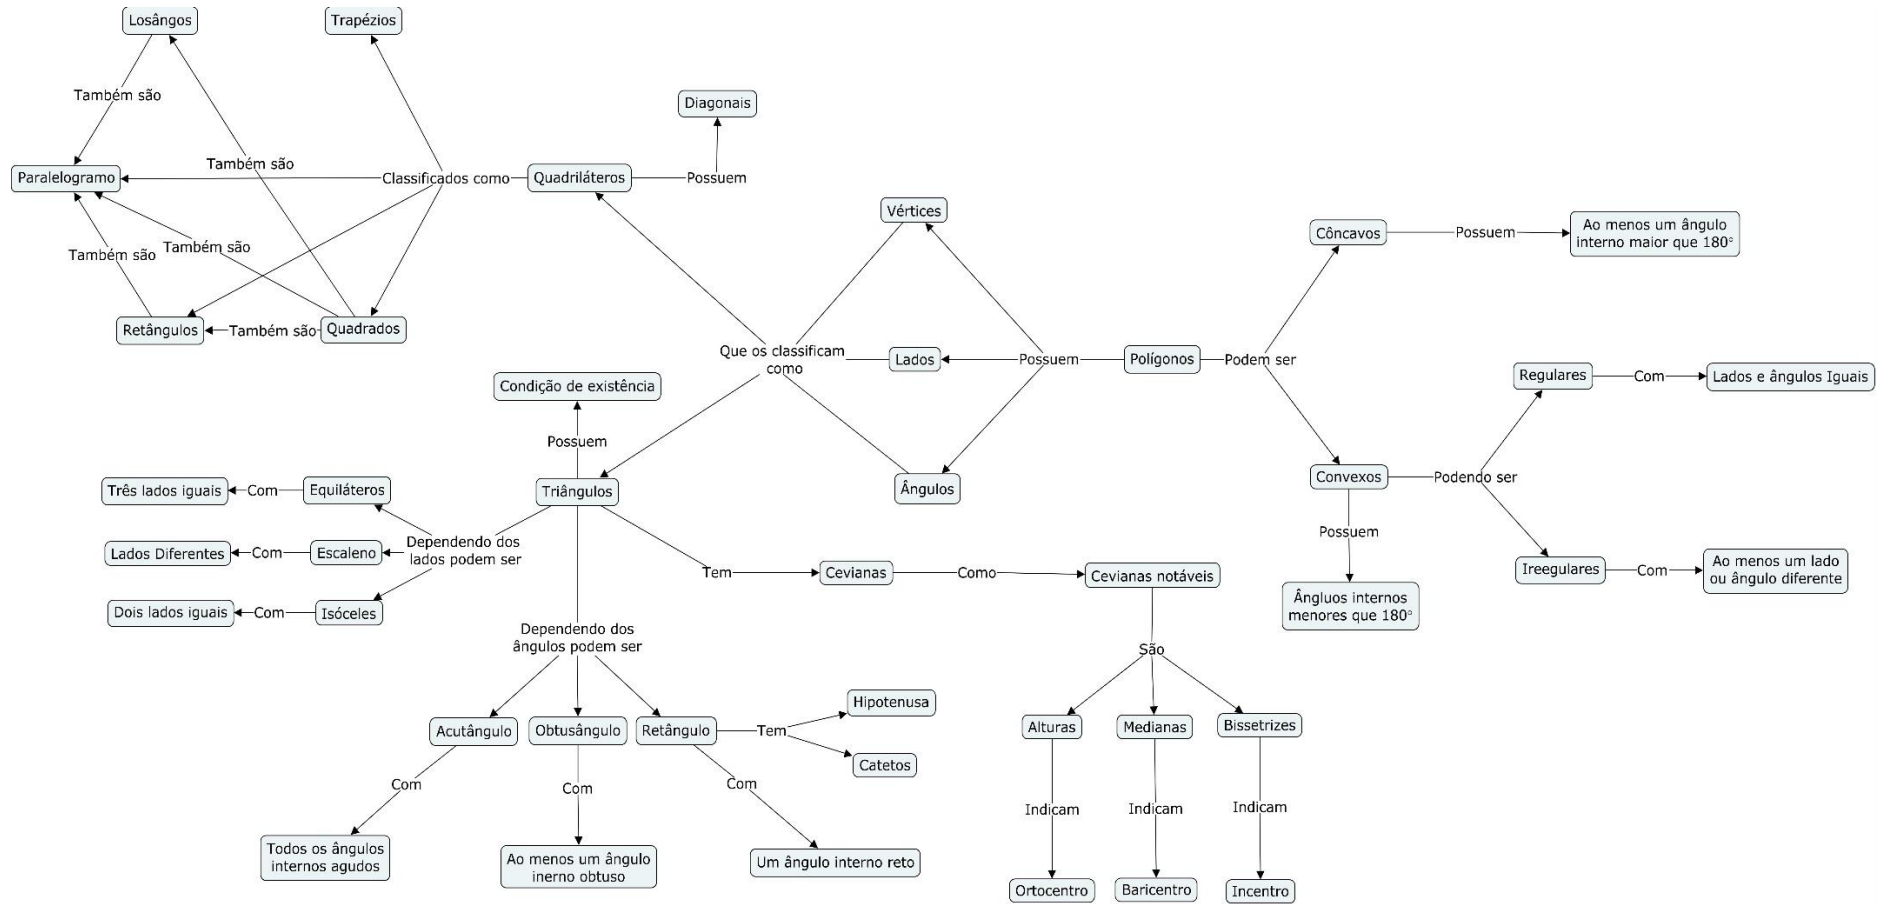 Losângos
Trapézios
Também são
Diagonais
Também são
Paralelogramo
Classificados como
Quadriláteros
Possuem
Vértices
Côncavos
Possuem
Ao menos um ângulo
interno maior que 180°
Também são
Também são
Retângulos
Também são
Quadrados
Que os classificam
como
Lados
Possuem
Polígonos
Podem ser
Condição de existência
Possuem
Regulares
Com
Lados e ângulos Iguais
Três lados iguais
Com
Equiláteros
Triângulos
Ângulos
Convexos
Podendo ser
Lados Diferentes
Com
Escaleno
Dependendo dos
lados podem ser
Possuem
Tem
Cevianas
Como
Cevianas notáveis
Ireegulares
Com
Ao menos um lado
ou ângulo diferente
Dois lados iguais
Com
Isóceles
Ângluos internos
menores que 180°
Dependendo dos
ângulos podem ser
São
Acutângulo
Obtusângulo
Retângulo
Tem
Hipotenusa
Catetos
Alturas
Medianas
Bissetrizes
Com
Com
Com
Indicam
Indicam
Indicam
Todos os ângulos
internos agudos
Ao menos um ângulo
inerno obtuso
Um ângulo interno reto
Ortocentro
Baricentro
Incentro